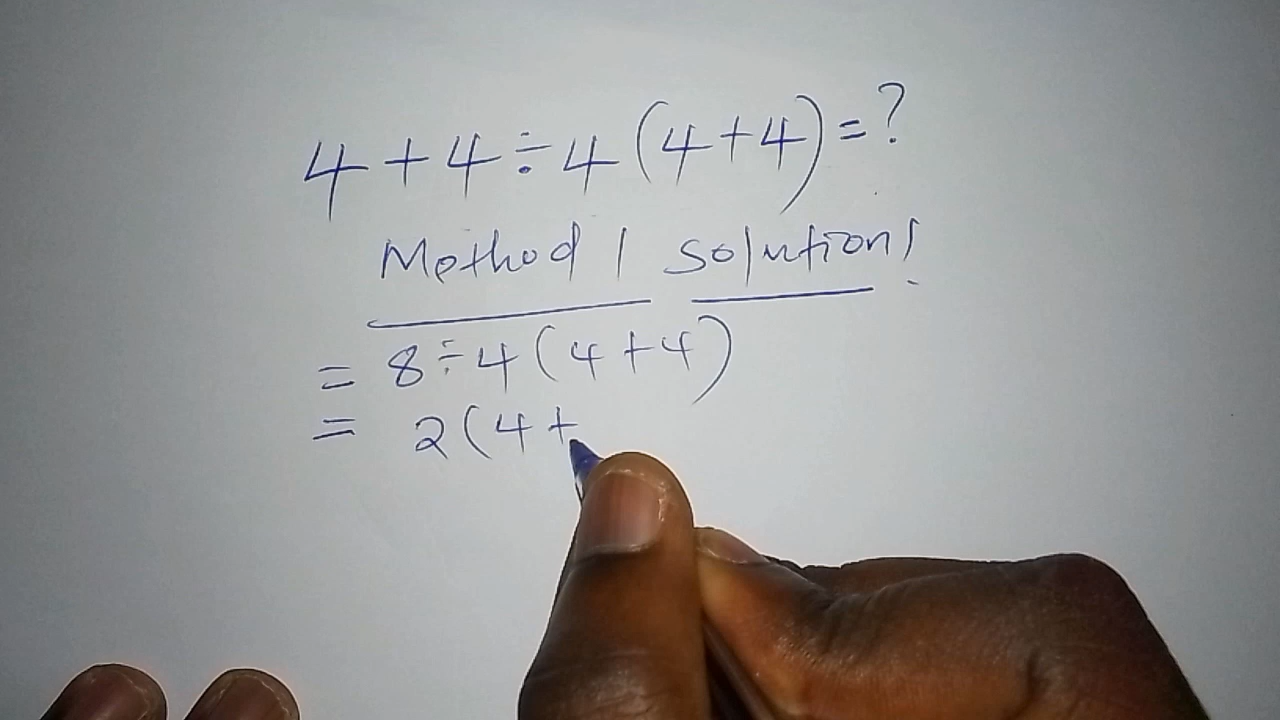 4+4÷4(4+4)=?
Method 1 Solution!
= 8÷4(4+4)
= 2(4+